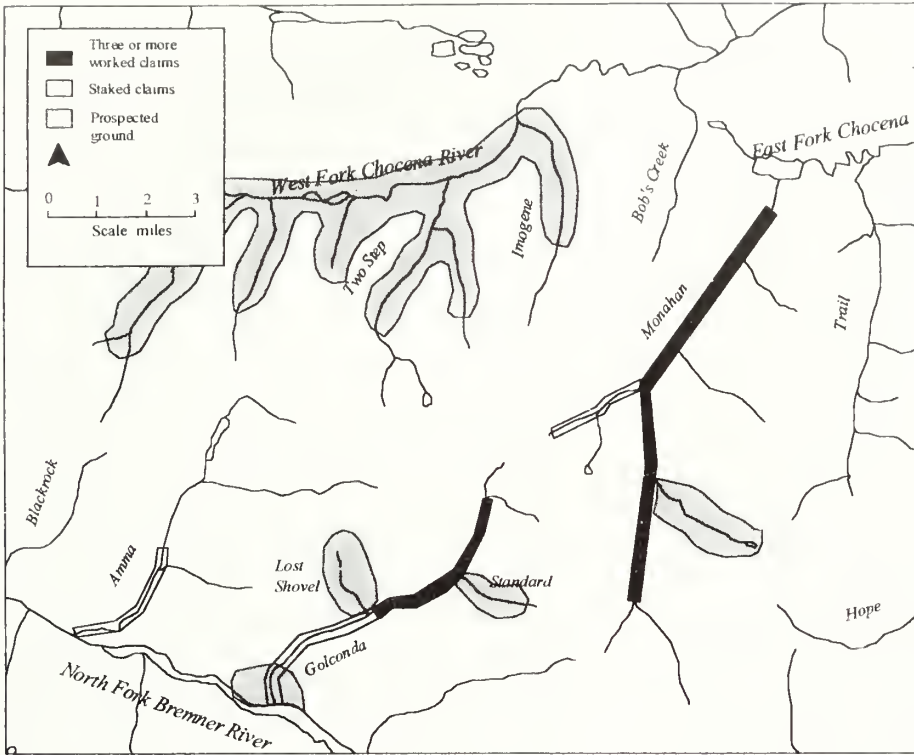 Three or more
worked claims
Staked claims
Prospected
ground
0 1 2 3
Scale miles
West Fork Chocena River
East Fork Chocena
Bob's Creek
Imogene
Two Step
Monahan
Trail
Blackrock
Amma
Lost
Shovel
Standard
Hope
Golconda
North Fork Bremner River